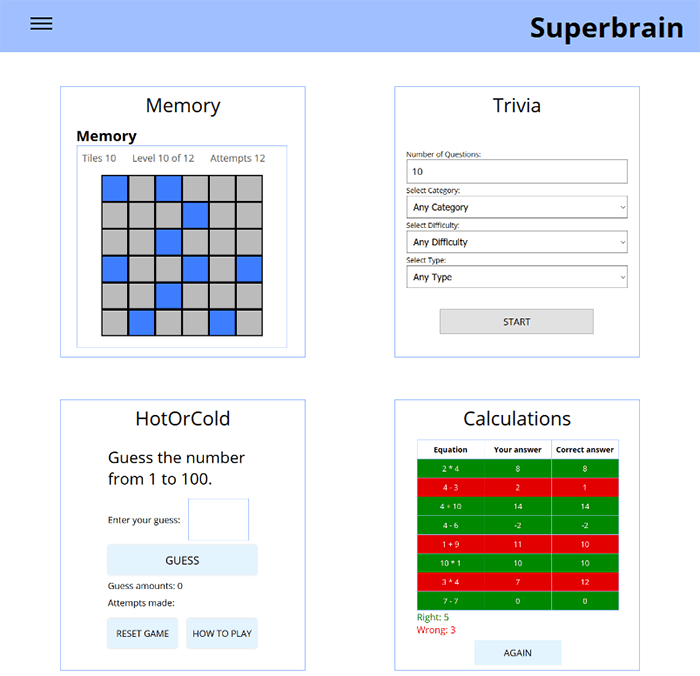 Superbrain
Memory
Memory
Tiles 10 Level 10 of 12 Attempts 12
Trivia
Number of Questions:
10
Select Category:
Any Category
Select Difficulty:
Any Difficulty
Select Type:
Any Type
START
HotOrCold
Guess the number
from 1 to 100.
Enter your guess:
GUESS
Guess amounts: 0
Attempts made:
RESET GAME HOW TO PLAY
Calculations
Equation Your answer Correct answer
2 * 4 8 8
4 - 3 2 1
4 + 10 14 14
4 - 6 -2 -2
1 + 9 11 10
10 * 1 10 10
3 * 4 7 12
7 - 7 0 0
Right: 5
Wrong: 3
AGAIN